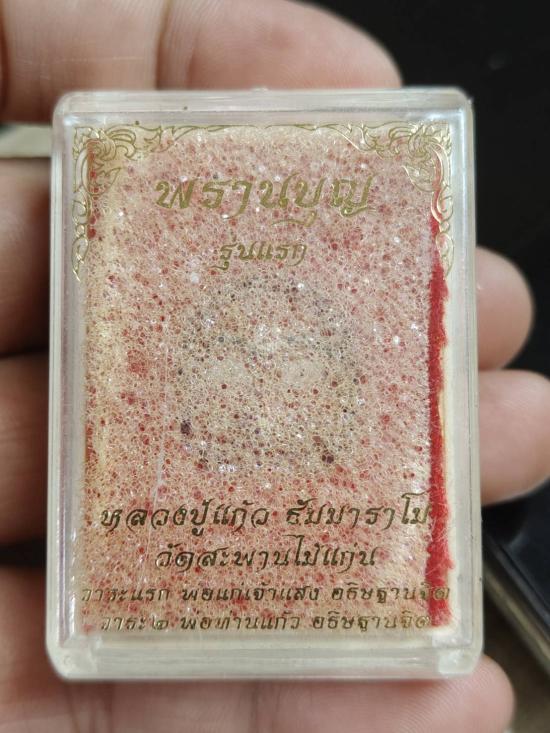 พรานบุญ
รุ่นแรก
หลวงปู่แก้ว ธัมมาราโม
วัดสะพานไม้แก่น
วาระแรก พ่อแก่เจ้าแสง อธิษฐานจิต
วาระ๒ พ่อท่านแก้ว อธิษฐานจิต